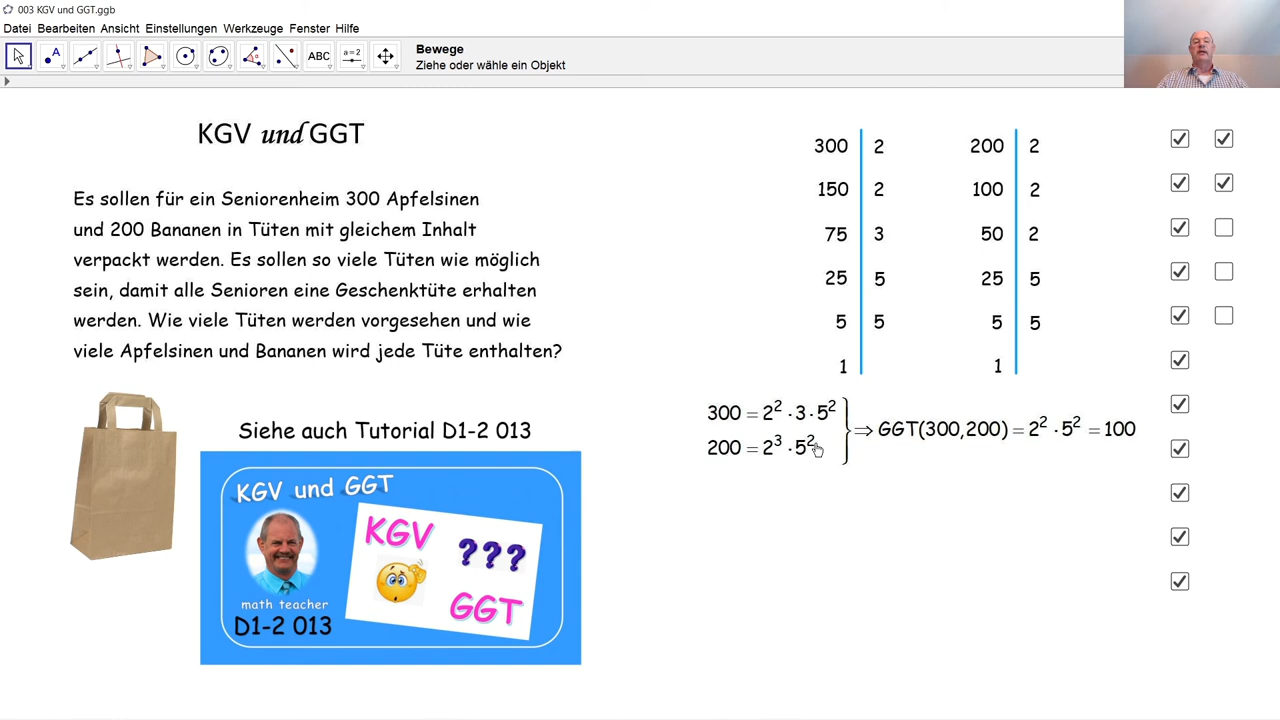 003 KGV und GGT.ggb
Datei Bearbeiten Ansicht Einstellungen Werkzeuge Fenster Hilfe
A
ABC
a=2
Bewege
Ziehe oder wähle ein Objekt
KGV und GGT
Es sollen für ein Seniorenheim 300 Apfelsinen
und 200 Bananen in Tüten mit gleichem Inhalt
verpackt werden. Es sollen so viele Tüten wie möglich
sein, damit alle Senioren eine Geschenktüte erhalten
werden. Wie viele Tüten werden vorgesehen und wie
viele Apfelsinen und Bananen wird jede Tüte enthalten?
Siehe auch Tutorial D1-2 013
KGV und GGT
KGV
???
GGT
math teacher
D1-2 013
300 2 200 2
150 2 100 2
75 3 50 2
25 5 25 5
5 5 5 5
1 1
300 = 2² · 3 · 5²
200 = 2³ · 5²
⇒ GGT(300,200) = 2² · 5² = 100